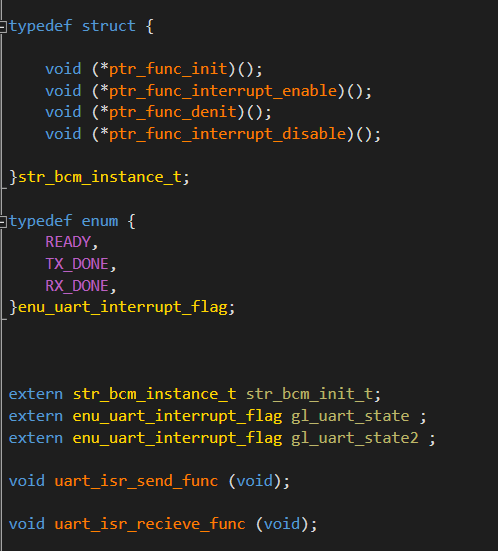 typedef struct {
void (*ptr_func_init)();
void (*ptr_func_interrupt_enable)();
void (*ptr_func_denit)();
void (*ptr_func_interrupt_disable)();
}str_bcm_instance_t;
typedef enum {
READY,
TX_DONE,
RX_DONE,
}enu_uart_interrupt_flag;
extern str_bcm_instance_t str_bcm_init_t;
extern enu_uart_interrupt_flag gl_uart_state ;
extern enu_uart_interrupt_flag gl_uart_state2 ;
void uart_isr_send_func (void);
void uart_isr_recieve_func (void);